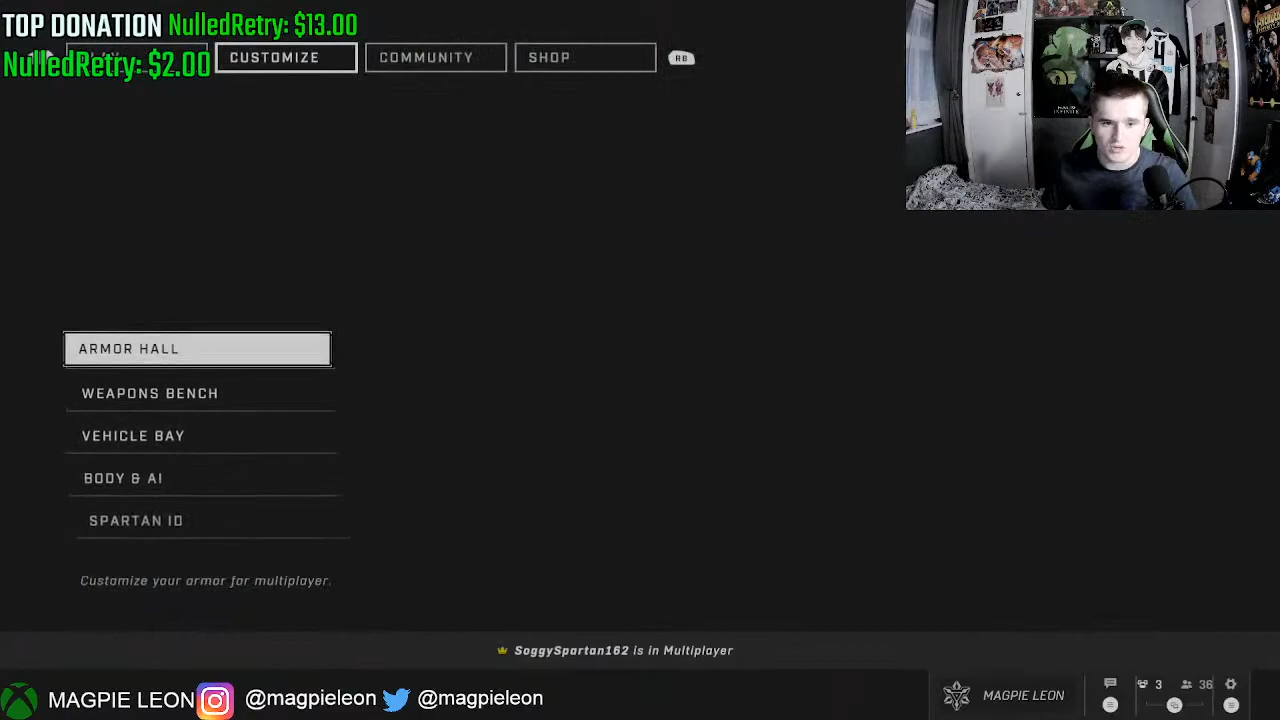 TOP DONATION NulledRetry: $13.00
NulledRetry: $2.00
CUSTOMIZE
COMMUNITY
SHOP
RB
ARMOR HALL
WEAPONS BENCH
VEHICLE BAY
BODY & AI
SPARTAN ID
Customize your armor for multiplayer.
SoggySpartan162 is in Multiplayer
MAGPIE LEON @magpieleon @magpieleon
MAGPIE LEON
3
36